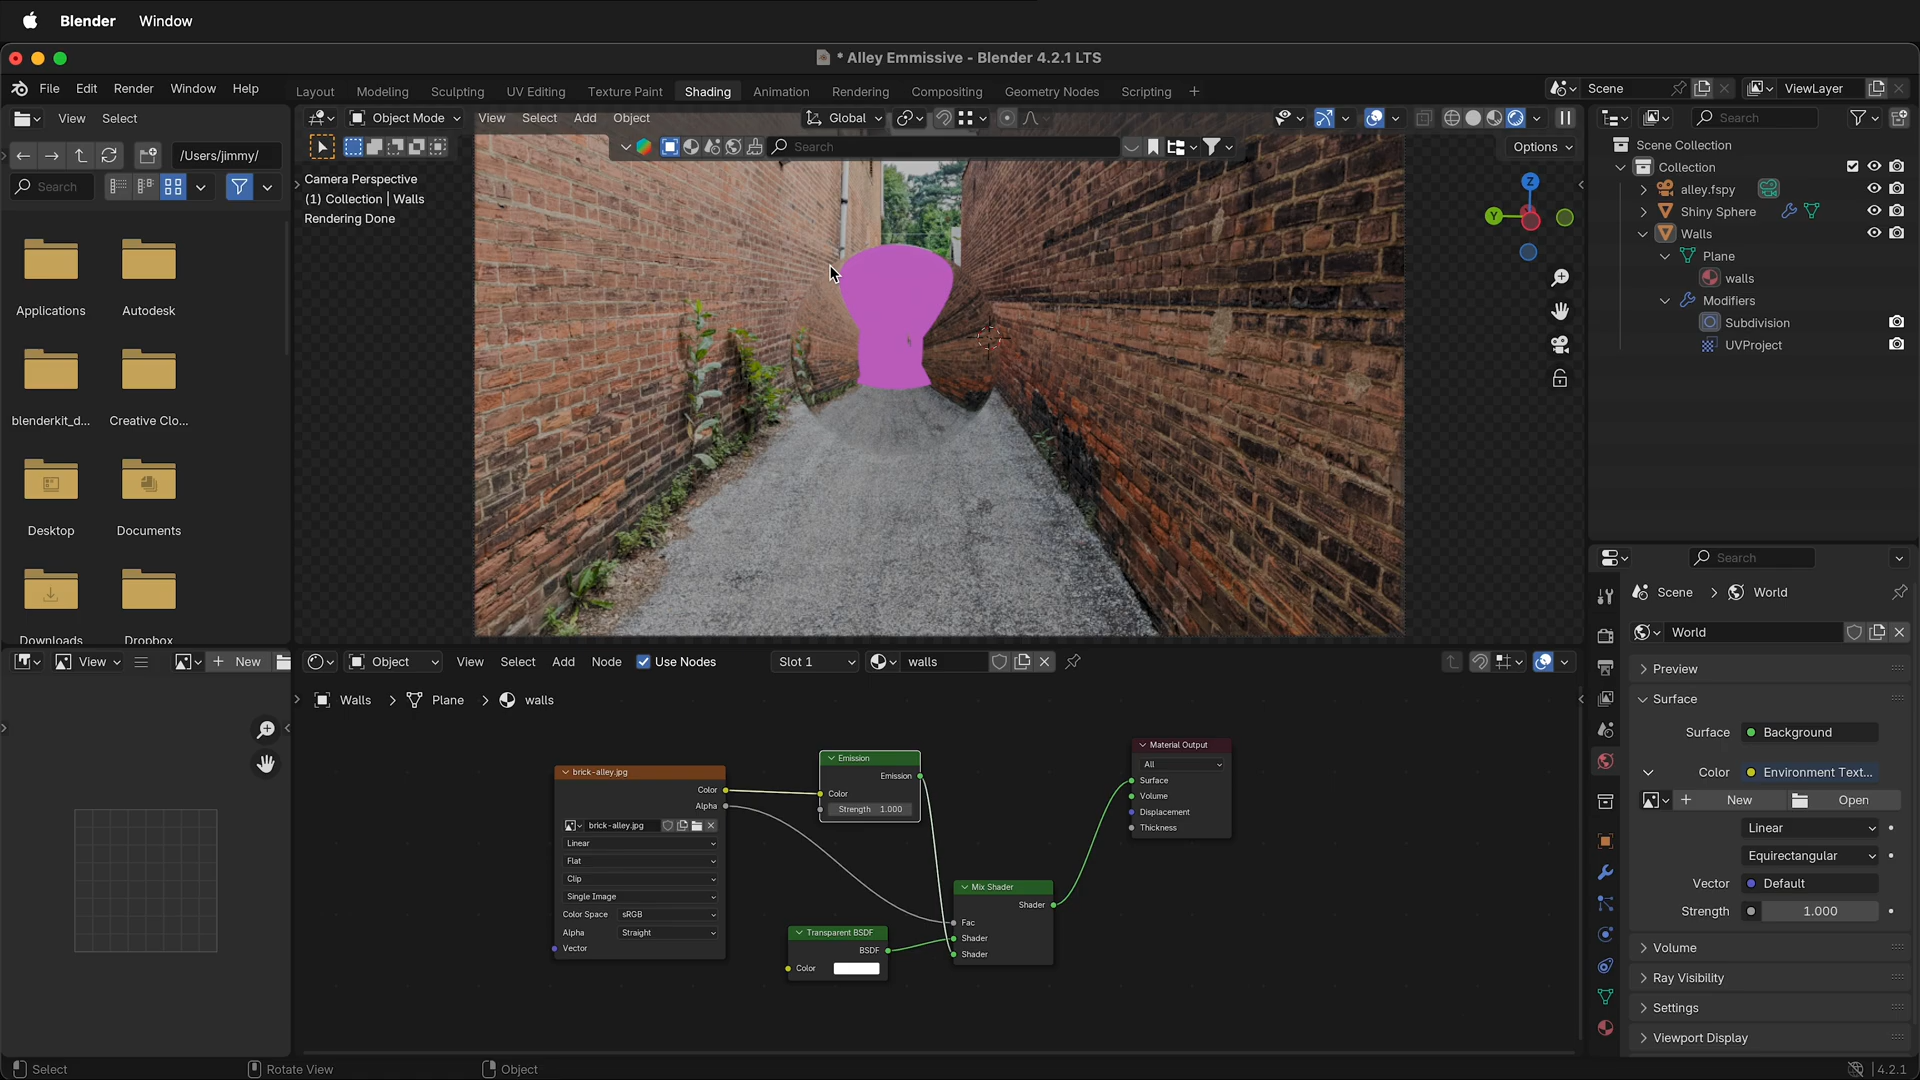 Blender Window
* Alley Emmissive - Blender 4.2.1 LTS
File Edit Render Window Help
Layout Modeling Sculpting UV Editing Texture Paint Shading Animation Rendering Compositing Geometry Nodes Scripting +
Scene
ViewLayer
View Select
Object Mode View Select Add Object
Global
Search
/Users/jimmy/
Search
Search
Options
Camera Perspective
(1) Collection | Walls
Rendering Done
Z
Y
Applications Autodesk
blenderkit_d... Creative Clo...
Desktop Documents
Downloads Dropbox
Scene Collection
Collection
alley.fspy
Shiny Sphere
Walls
Plane
walls
Modifiers
Subdivision
UVProject
Search
Scene > World
World
Preview
Surface
Surface Background
Color Environment Text...
New Open
Linear
Equirectangular
Vector Default
Strength 1.000
Volume
Ray Visibility
Settings
Viewport Display
View + New
Object View Select Add Node Use Nodes Slot 1 walls
Walls > Plane > walls
brick-alley.jpg
Color
Alpha
brick-alley.jpg
Linear
Flat
Clip
Single Image
Color Space sRGB
Alpha Straight
Vector
Emission
Emission
Color
Strength 1.000
Transparent BSDF
BSDF
Color
Mix Shader
Shader
Fac
Shader
Shader
Material Output
All
Surface
Volume
Displacement
Thickness
Select Rotate View Object 4.2.1